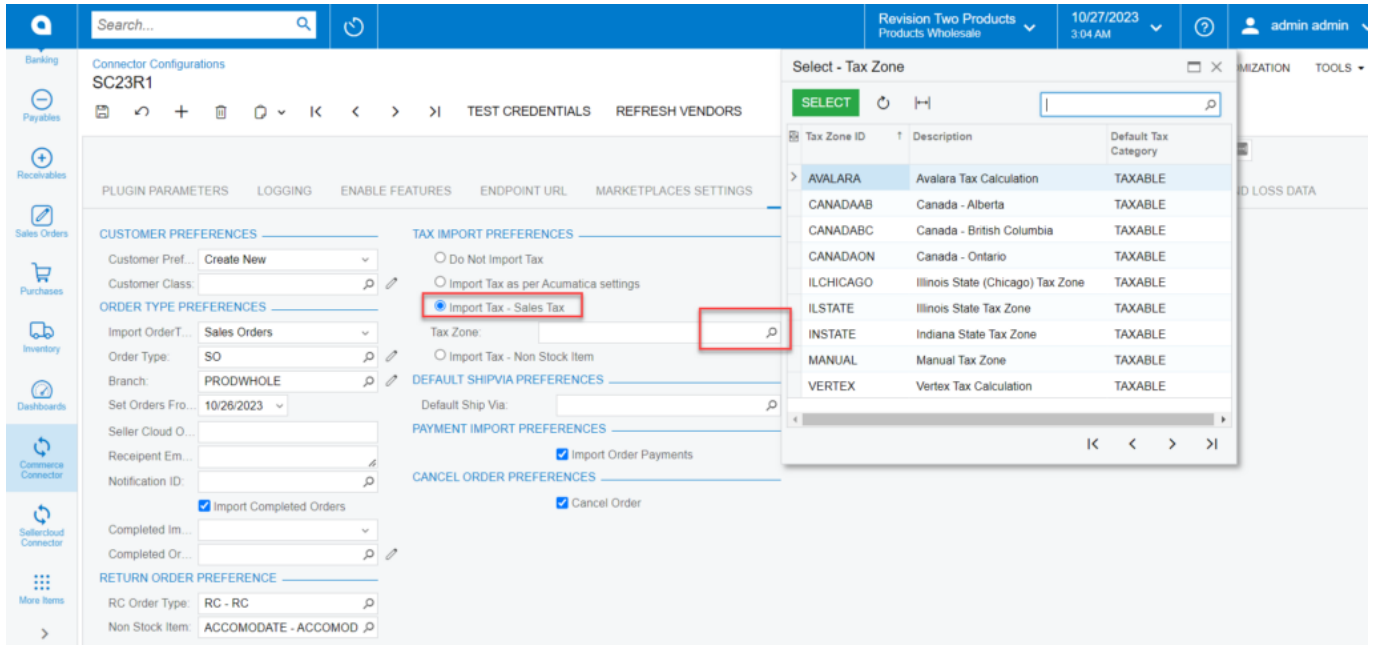 Search...
Revision Two Products
Products Wholesale
10/27/2023
3:04 AM
admin admin
Banking
Payables
Receivables
Sales Orders
Purchases
Inventory
Dashboards
Commerce
Connector
Sellercloud
Connector
More Items
Connector Configurations
SC23R1
TEST CREDENTIALS REFRESH VENDORS
MIZATION TOOLS
PLUGIN PARAMETERS LOGGING ENABLE FEATURES ENDPOINT URL MARKETPLACES SETTINGS
ND LOSS DATA
CUSTOMER PREFERENCES
Customer Pref... Create New
Customer Class:
ORDER TYPE PREFERENCES
Import OrderT... Sales Orders
Order Type: SO
Branch: PRODWHOLE
Set Orders Fro... 10/26/2023
Seller Cloud O...
Receipent Em...
Notification ID:
Import Completed Orders
Completed Im...
Completed Or...
RETURN ORDER PREFERENCE
RC Order Type: RC - RC
Non Stock Item: ACCOMODATE - ACCOMOD
TAX IMPORT PREFERENCES
Do Not Import Tax
Import Tax as per Acumatica settings
Import Tax - Sales Tax
Tax Zone:
Import Tax - Non Stock Item
DEFAULT SHIPVIA PREFERENCES
Default Ship Via:
PAYMENT IMPORT PREFERENCES
Import Order Payments
CANCEL ORDER PREFERENCES
Cancel Order
Select - Tax Zone
SELECT
Tax Zone ID Description Default Tax
Category
AVALARA Avalara Tax Calculation TAXABLE
CANADAAB Canada - Alberta TAXABLE
CANADABC Canada - British Columbia TAXABLE
CANADAON Canada - Ontario TAXABLE
ILCHICAGO Illinois State (Chicago) Tax Zone TAXABLE
ILSTATE Illinois State Tax Zone TAXABLE
INSTATE Indiana State Tax Zone TAXABLE
MANUAL Manual Tax Zone TAXABLE
VERTEX Vertex Tax Calculation TAXABLE